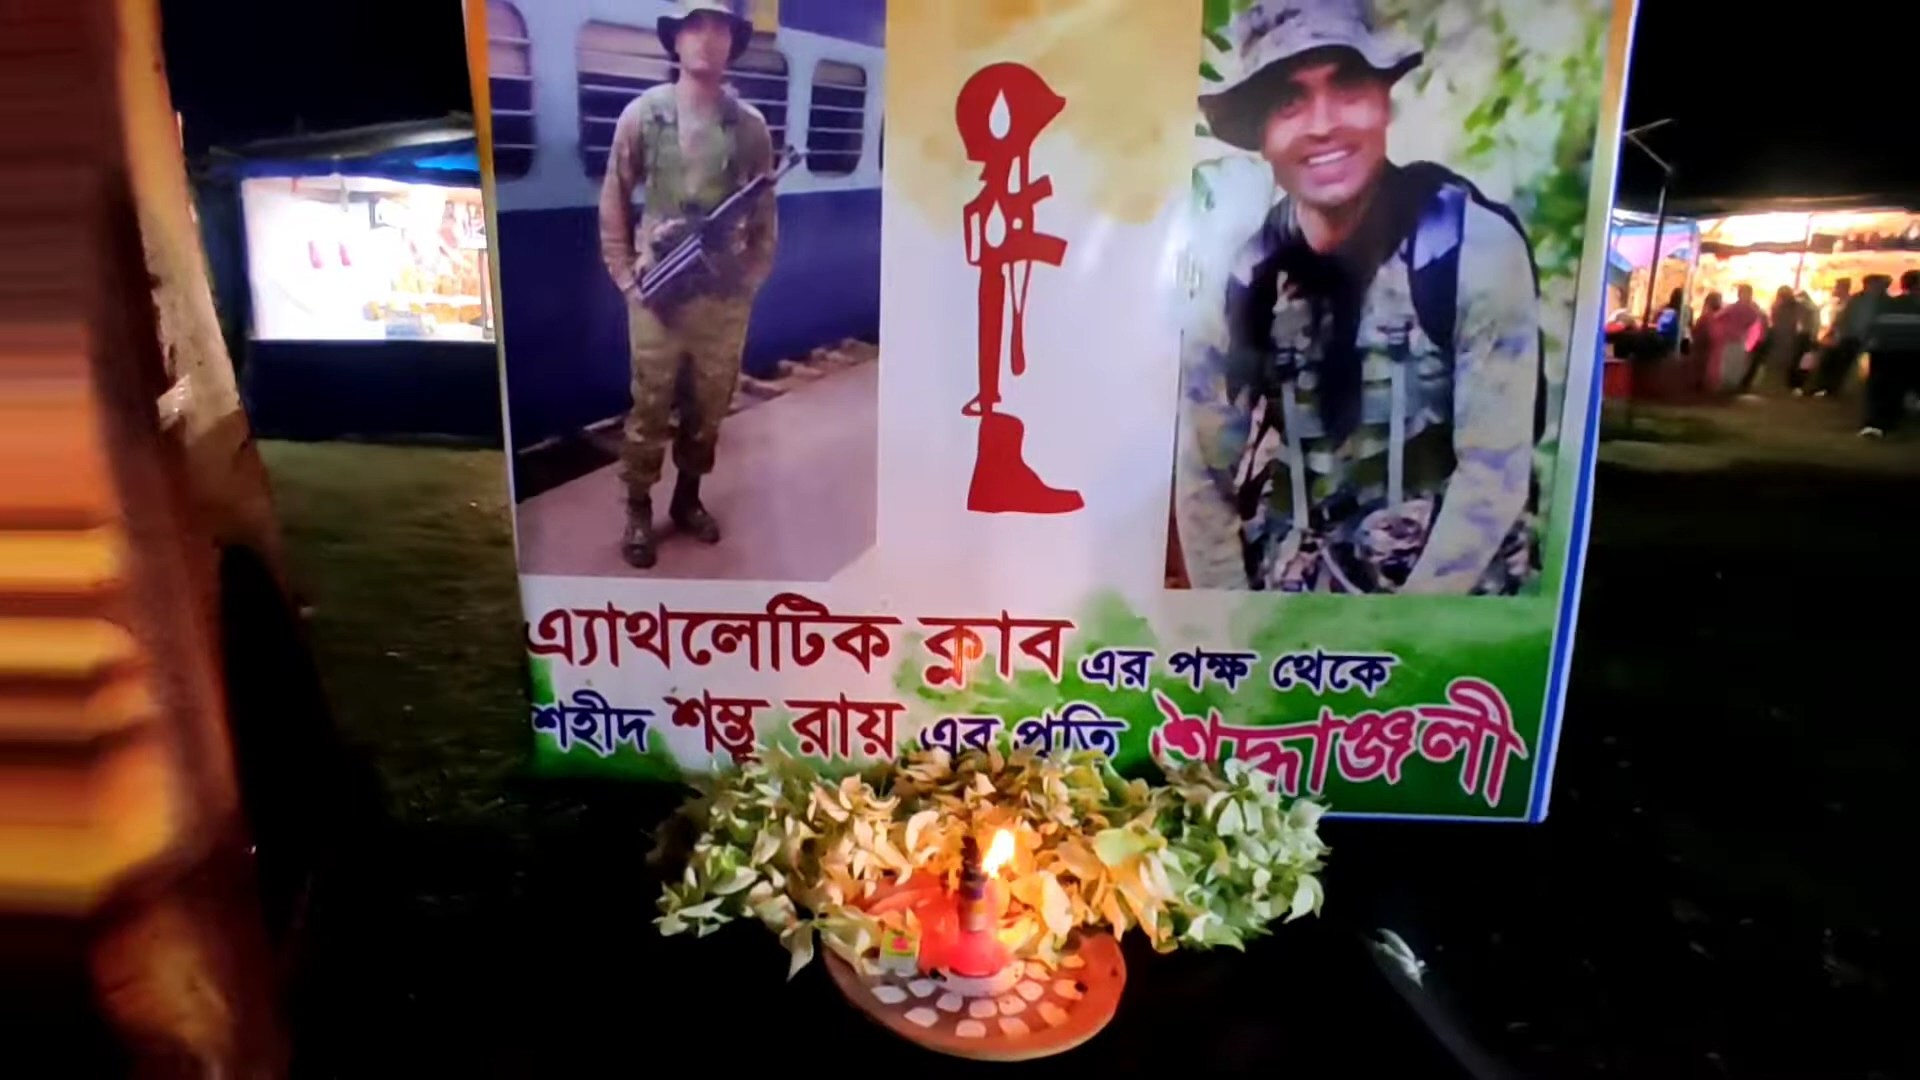 এ্যাথলেটিক ক্লাব এর পক্ষ থেকে
শহীদ শম্ভু রায় এর প্রতি শ্রদ্ধাঞ্জলী